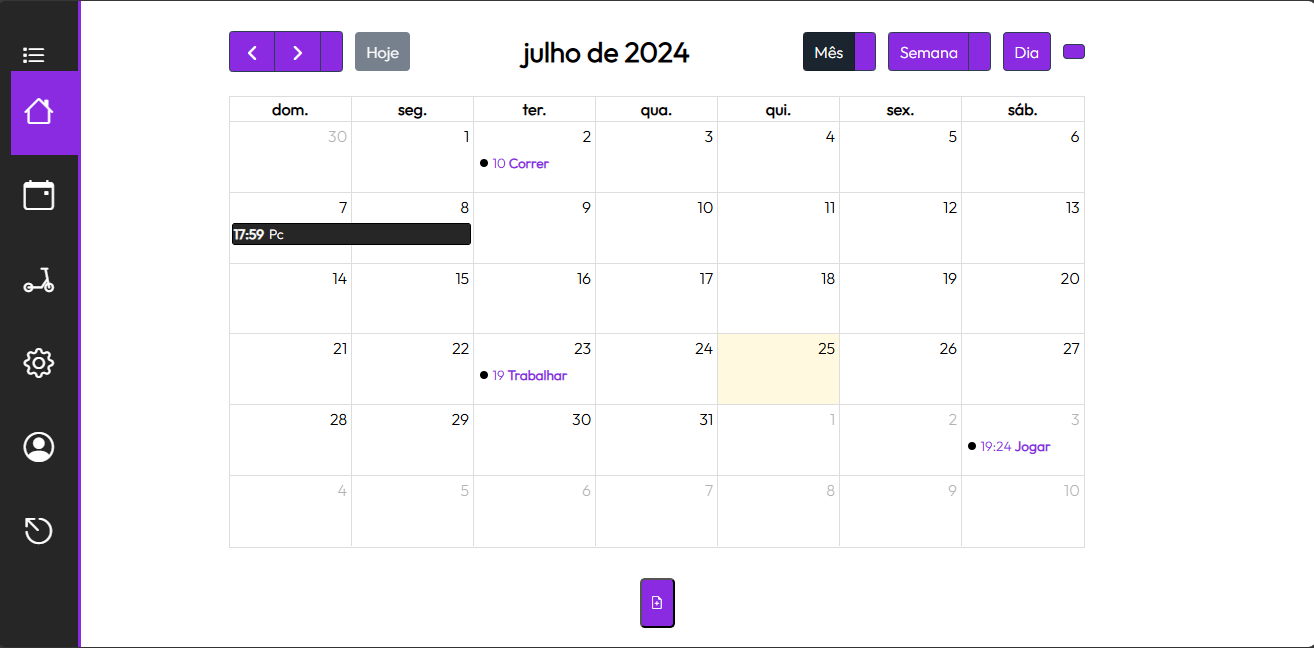 Hoje julho de 2024 Mês Semana Dia
dom. seg. ter. qua. qui. sex. sáb.
30 1 2 3 4 5 6
10 Correr
7 8 9 10 11 12 13
17:59 Pc
14 15 16 17 18 19 20
21 22 23 24 25 26 27
19 Trabalhar
28 29 30 31 1 2 3
19:24 Jogar
4 5 6 7 8 9 10